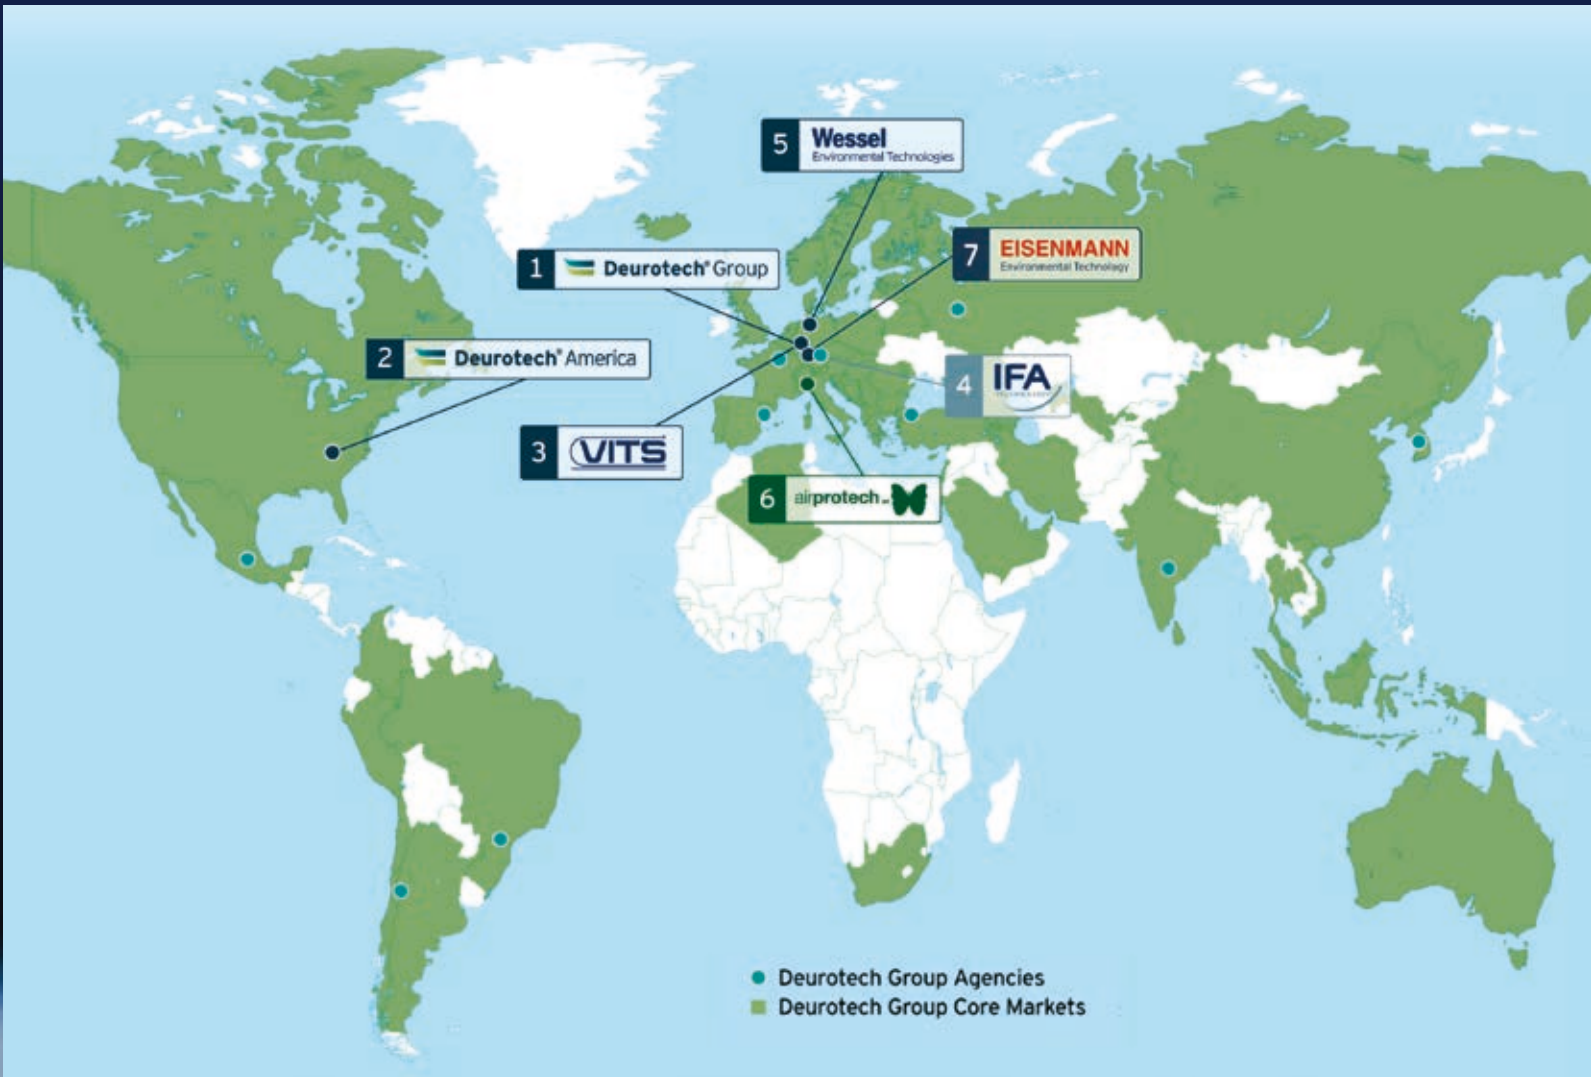 5
Wessel
Environmental Technologies
7
EISENMANN
Environmental Technology
1
Deurotech® Group
2
Deurotech® America
4
IFA
3
VITS
6
airprotech
Deurotech Group Agencies
Deurotech Group Core Markets